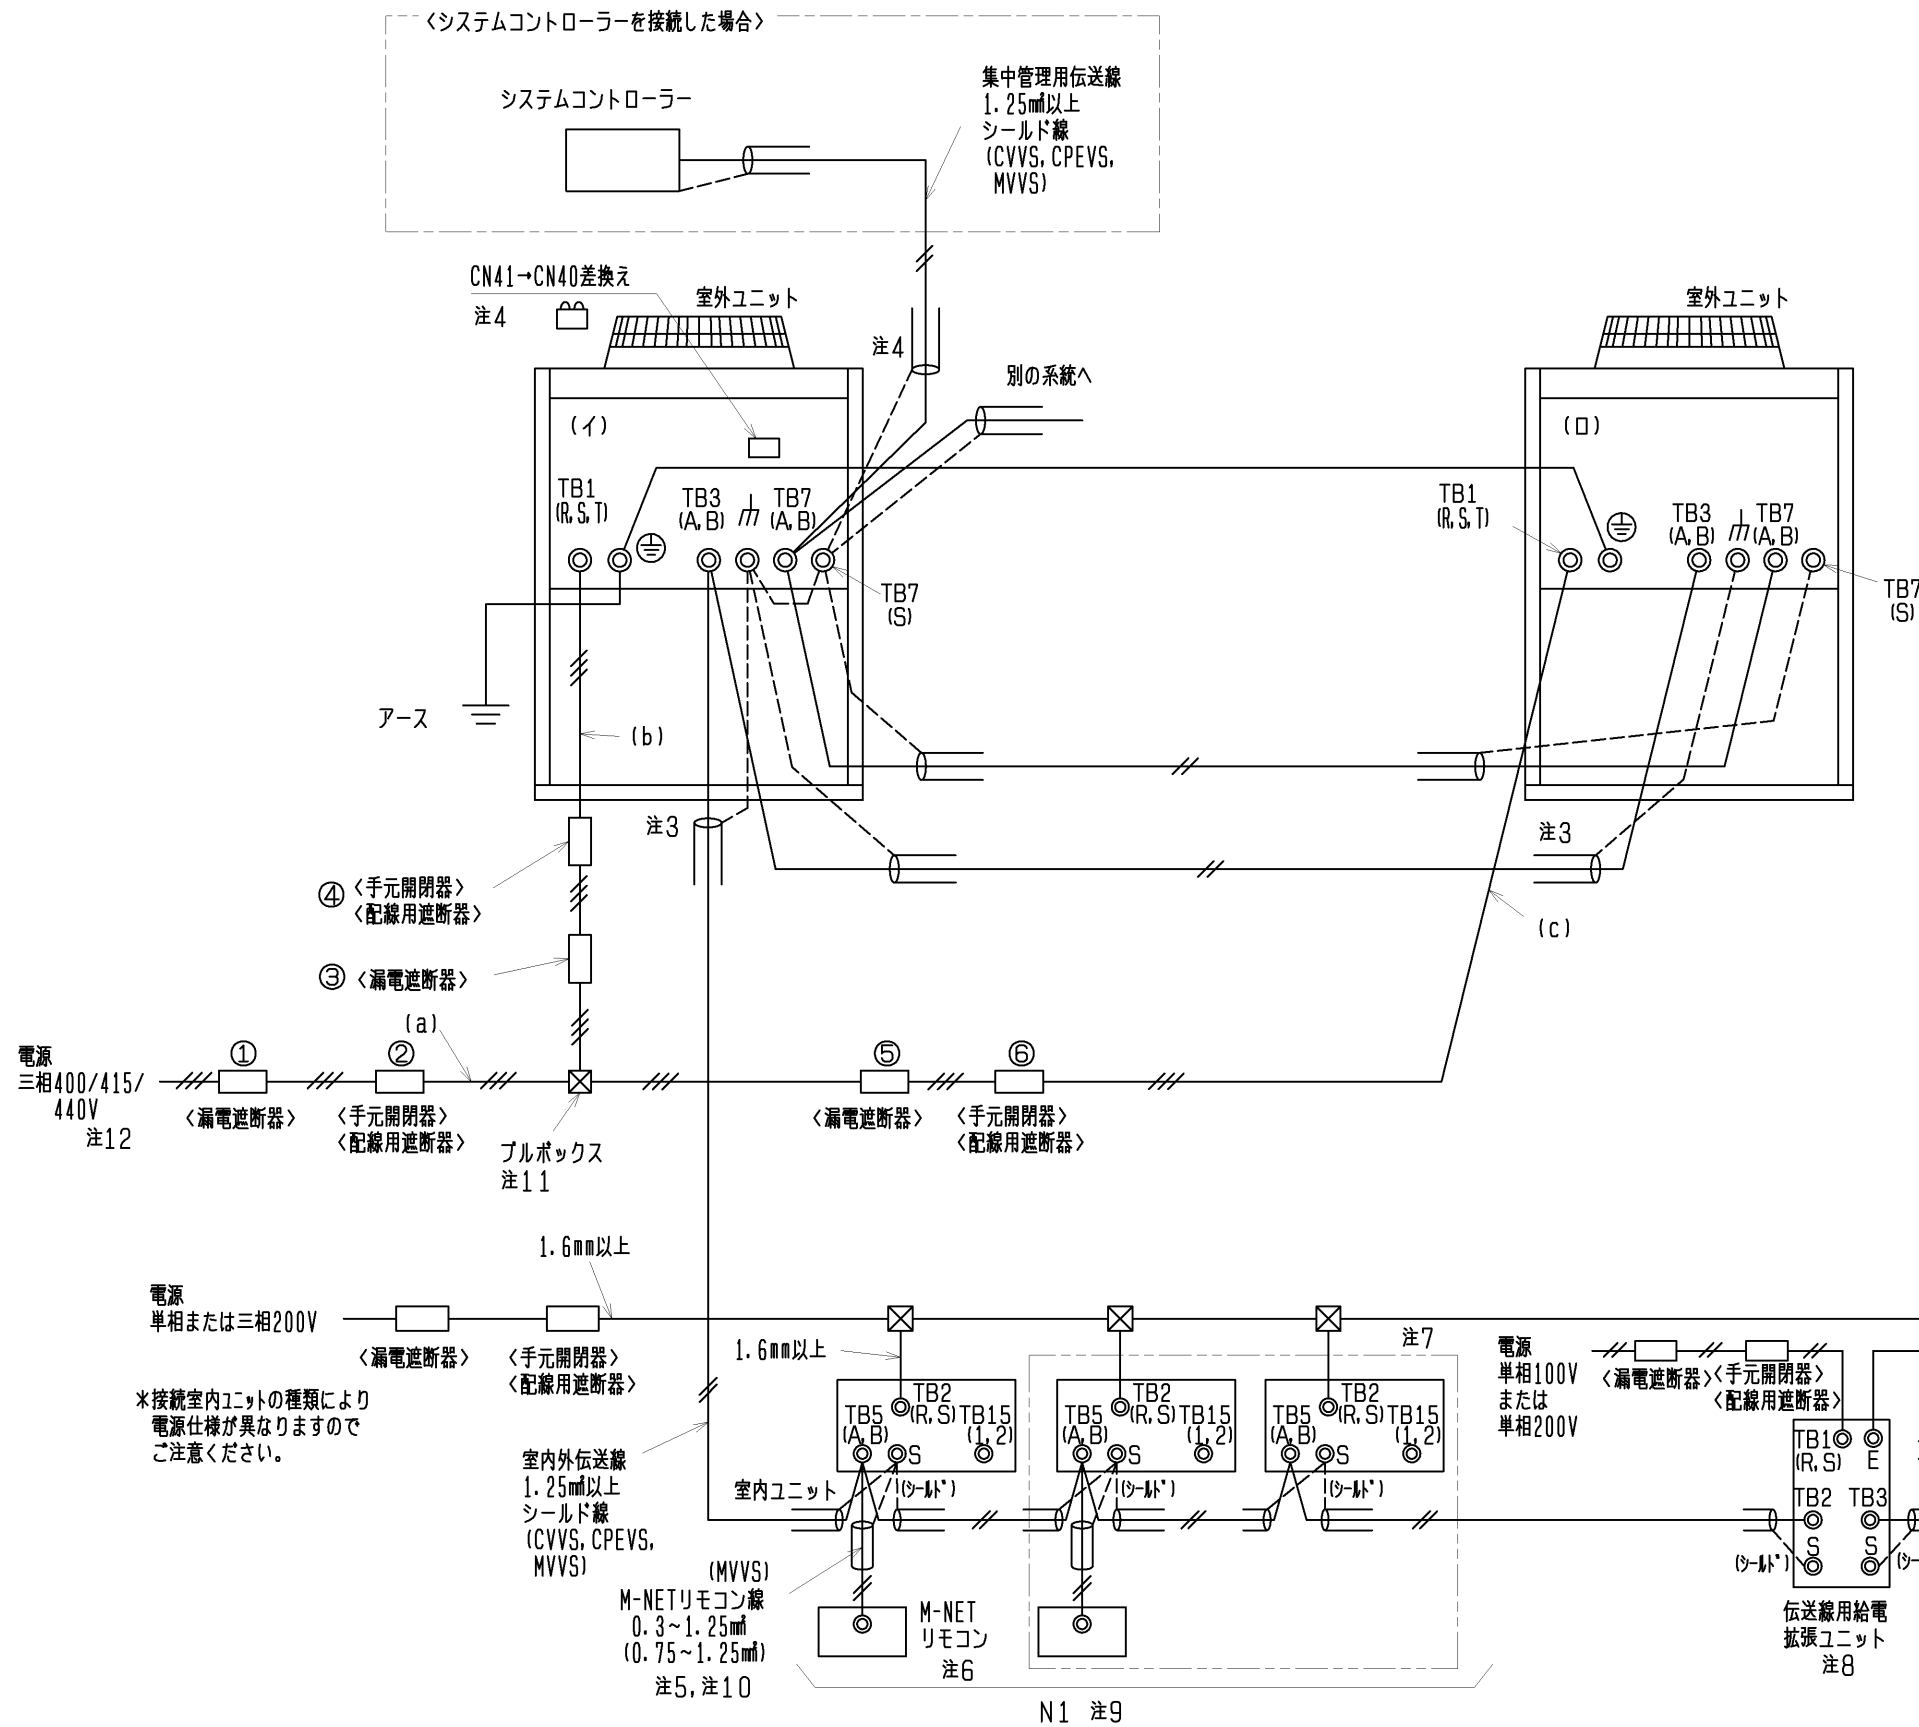 〈システムコントローラーを接続した場合〉
システムコントローラー
集中管理用伝送線
1.25㎟以上
シールド線
(CVVS,CPEVS,
MVVS)
CN41→CN40差換え
注4
室外ユニット
注4
別の系統へ
室外ユニット
(イ)
(ロ)
TB1
(R,S,T)
TB3
(A,B)
TB7
(A,B)
TB7
(S)
TB1
(R,S,T)
TB3
(A,B)
TB7
(A,B)
TB7
(S)
アース
(b)
注3
注3
④〈手元開閉器〉
〈配線用遮断器〉
③〈漏電遮断器〉
(c)
(a)
電源
三相400/415/
440V
注12
①
〈漏電遮断器〉
②
〈手元開閉器〉
〈配線用遮断器〉
プルボックス
注11
⑤
〈漏電遮断器〉
⑥
〈手元開閉器〉
〈配線用遮断器〉
1.6mm以上
電源
単相または三相200V
〈漏電遮断器〉
〈手元開閉器〉
〈配線用遮断器〉
1.6mm以上
注7
電源
単相100V
または
単相200V
〈漏電遮断器〉
〈手元開閉器〉
〈配線用遮断器〉
*接続室内ユニットの種類により
電源仕様が異なりますので
ご注意ください。
TB2
(R,S)
TB5
(A,B)
TB15
(1,2)
S
TB2
(R,S)
TB5
(A,B)
TB15
(1,2)
S
TB2
(R,S)
TB5
(A,B)
TB15
(1,2)
S
TB1
(R,S)
E
TB2
TB3
S
S
室内外伝送線
1.25㎟以上
シールド線
(CVVS,CPEVS,
MVVS)
室内ユニット
(シールド)
(シールド)
(シールド)
(シールド)
(MVVS)
M-NETリモコン線
0.3~1.25㎟
(0.75~1.25㎟)
注5,注10
M-NET
リモコン
注6
伝送線用給電
拡張ユニット
注8
N1 注9